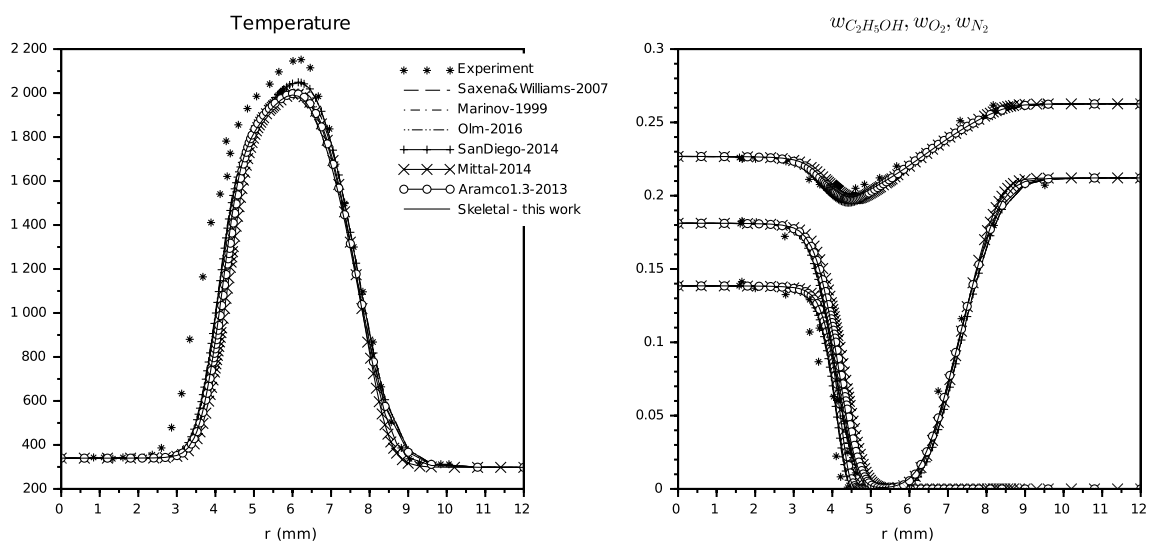 Temperature
2 200
2 000
1 800
1 600
1 400
1 200
1 000
800
600
400
200
0 1 2 3 4 5 6 7 8 9 10 11 12
r (mm)
Experiment
Saxena&Williams-2007
Marinov-1999
Olm-2016
SanDiego-2014
Mittal-2014
Aramco1.3-2013
Skeletal - this work
w_{C_2H_5OH}, w_{O_2}, w_{N_2}
0.3
0.25
0.2
0.15
0.1
0.05
0
0 1 2 3 4 5 6 7 8 9 10 11 12
r (mm)